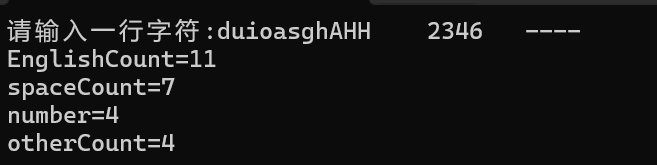 请输入一行字符:duioasghAHH    2346   ----
EnglishCount=11
spaceCount=7
number=4
otherCount=4